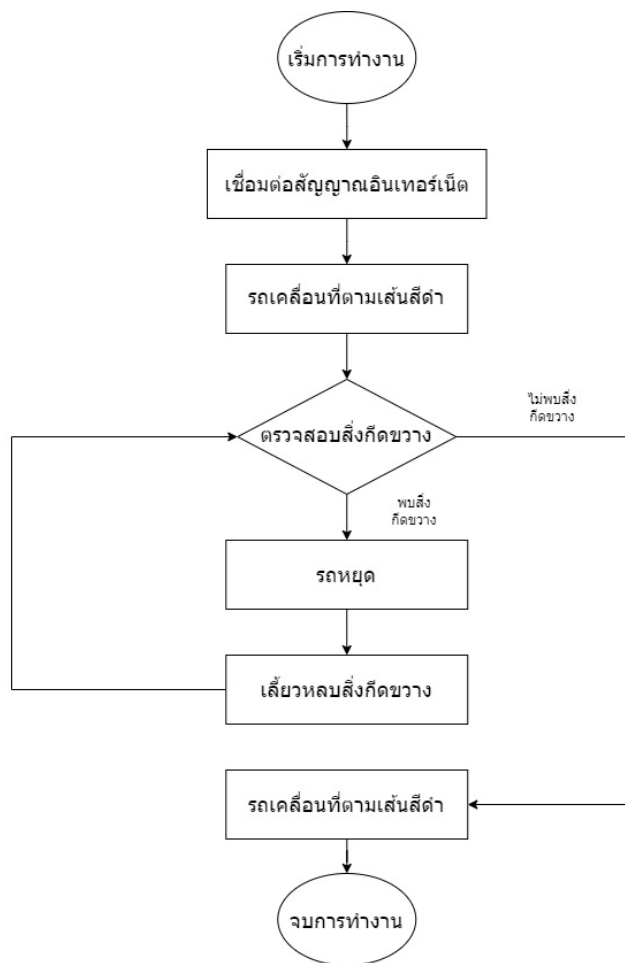 เริ่มการทำงาน
เชื่อมต่อสัญญาณอินเทอร์เน็ต
รถเคลื่อนที่ตามเส้นสีดำ
ตรวจสอบสิ่งกีดขวาง
ไม่พบสิ่ง
กีดขวาง
พบสิ่ง
กีดขวาง
รถหยุด
เลี้ยวหลบสิ่งกีดขวาง
รถเคลื่อนที่ตามเส้นสีดำ
จบการทำงาน